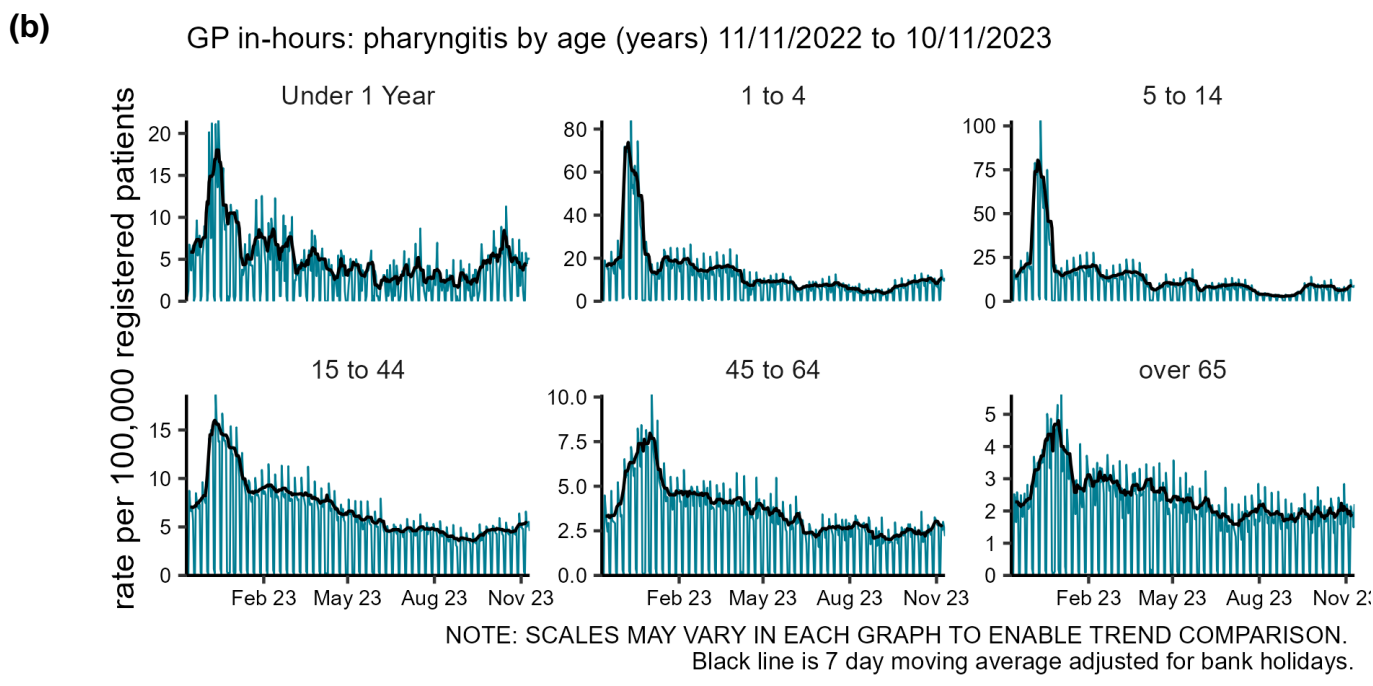 (b)
GP in-hours: pharyngitis by age (years) 11/11/2022 to 10/11/2023
rate per 100,000 registered patients
Under 1 Year
1 to 4
5 to 14
20
15
10
5
0
80
60
40
20
0
100
75
50
25
0
15 to 44
45 to 64
over 65
15
10
5
0
10.0
7.5
5.0
2.5
0.0
5
4
3
2
1
0
Feb 23 May 23 Aug 23 Nov 23
Feb 23 May 23 Aug 23 Nov 23
Feb 23 May 23 Aug 23 Nov 2
NOTE: SCALES MAY VARY IN EACH GRAPH TO ENABLE TREND COMPARISON.
Black line is 7 day moving average adjusted for bank holidays.